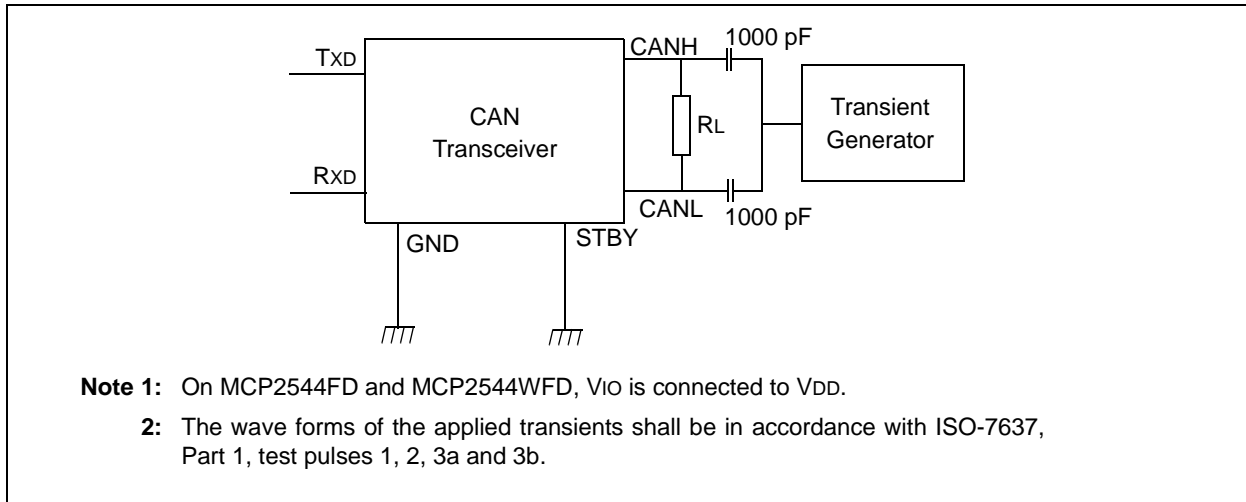 1000 pF
CANH
TXD
CAN
Transceiver
RL
Transient
Generator
RXD
CANL
1000 pF
GND
STBY
Note 1: On MCP2544FD and MCP2544WFD, VIO is connected to VDD.
2: The wave forms of the applied transients shall be in accordance with ISO-7637,
Part 1, test pulses 1, 2, 3a and 3b.